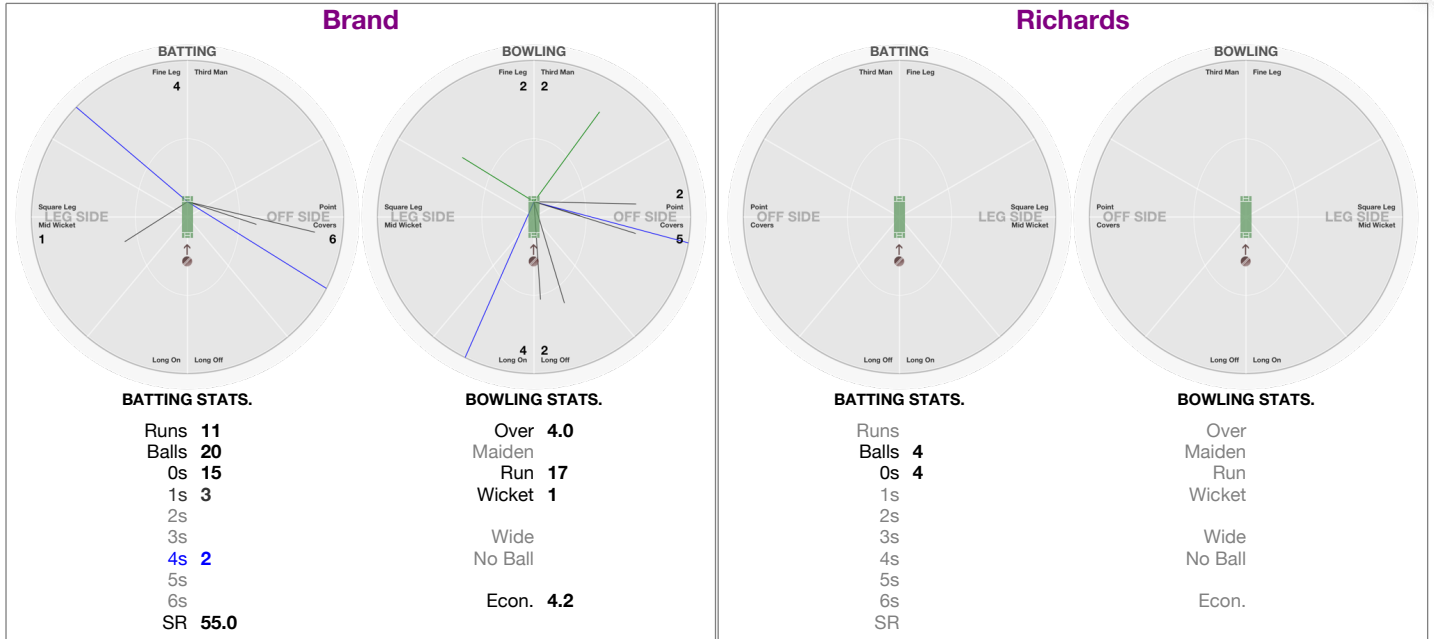 Brand
BATTING
Fine Leg Third Man
4
Square Leg
LEG SIDE
Mid Wicket
1
Point
OFF SIDE
Covers
6
Long On Long Off
BOWLING
Fine Leg Third Man
2 2
Square Leg
LEG SIDE
Mid Wicket
2
Point
OFF SIDE
Covers
5
4 2
Long On Long Off
BATTING STATS.
Runs 11
Balls 20
0s 15
1s 3
2s
3s
4s 2
5s
6s
SR 55.0
BOWLING STATS.
Over 4.0
Maiden
Run 17
Wicket 1
Wide
No Ball
Econ. 4.2
Richards
BATTING
Third Man Fine Leg
Point
OFF SIDE
Covers
Square Leg
LEG SIDE
Mid Wicket
Long Off Long On
BOWLING
Third Man Fine Leg
Point
OFF SIDE
Covers
Square Leg
LEG SIDE
Mid Wicket
Long Off Long On
BATTING STATS.
Runs
Balls 4
0s 4
1s
2s
3s
4s
5s
6s
SR
BOWLING STATS.
Over
Maiden
Run
Wicket
Wide
No Ball
Econ.